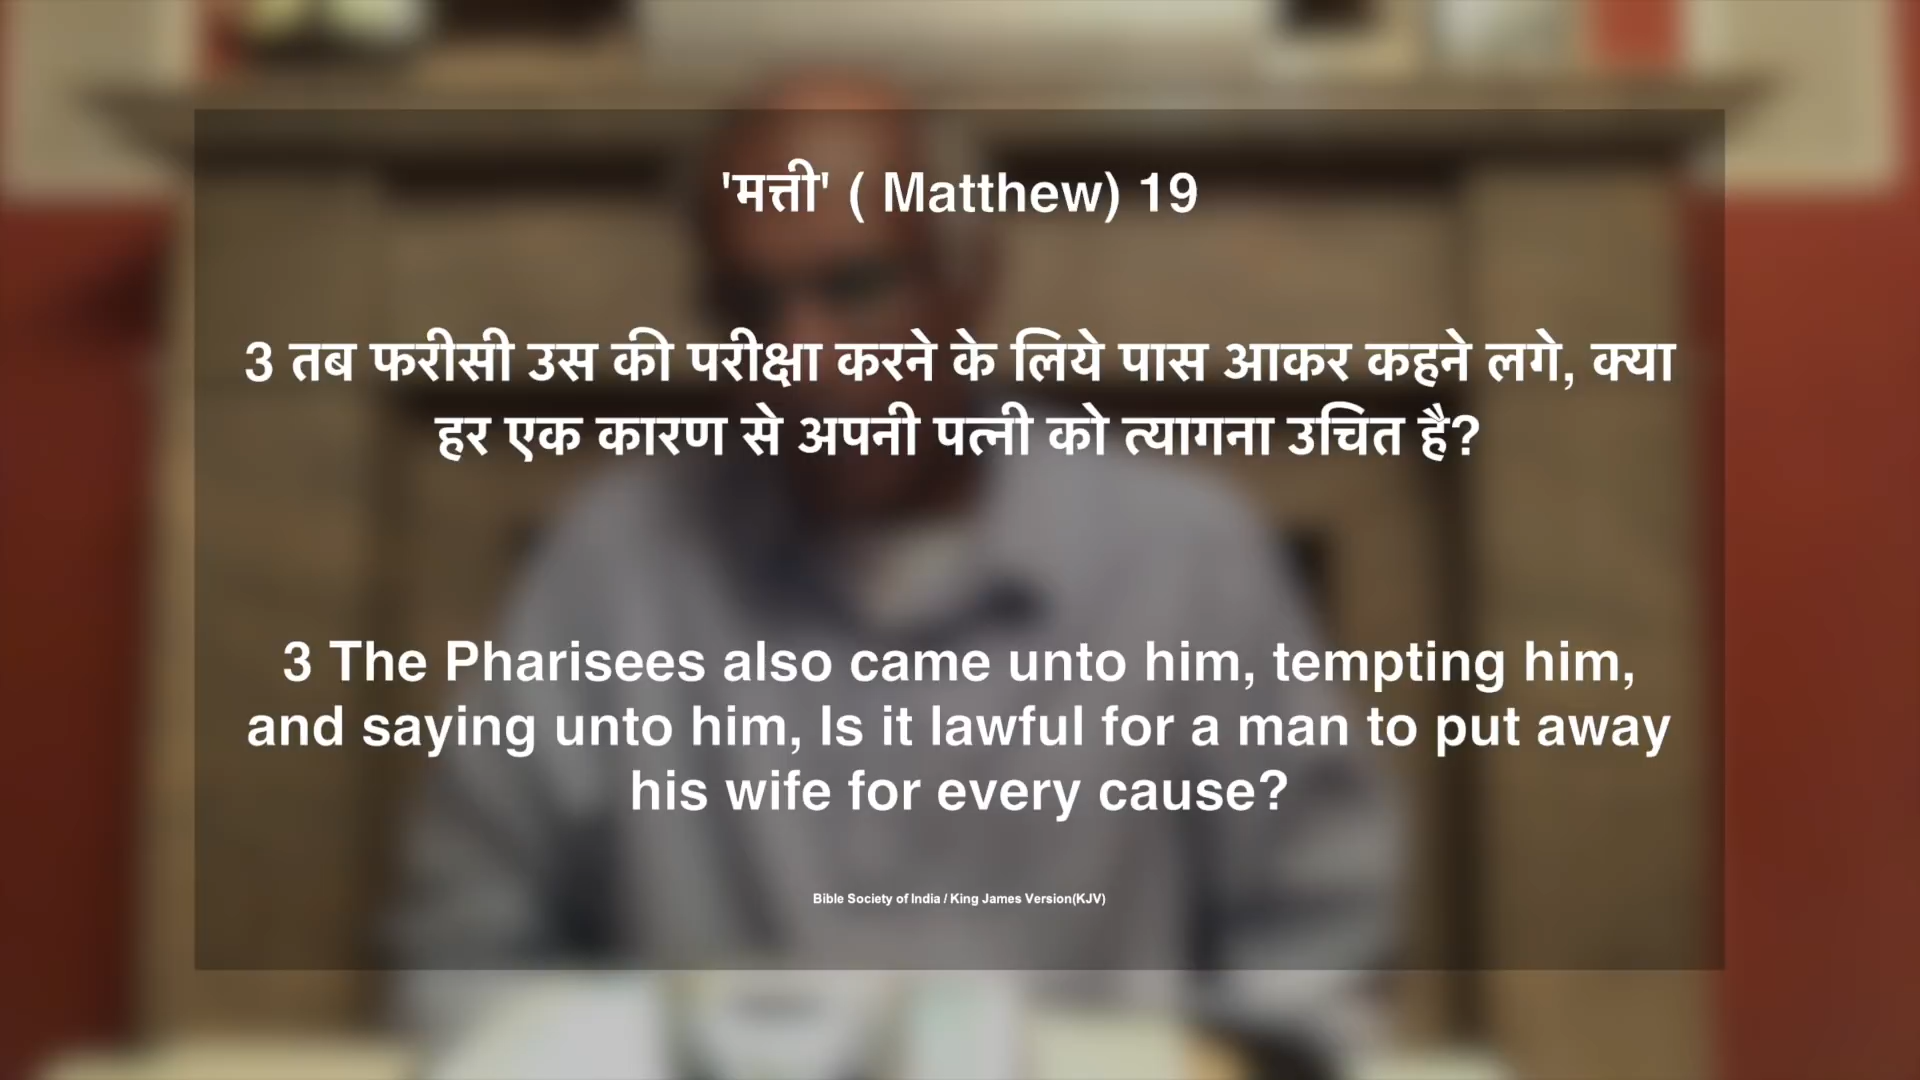 'मत्ती' ( Matthew) 19
3 तब फरीसी उस की परीक्षा करने के लिये पास आकर कहने लगे, क्या
हर एक कारण से अपनी पत्नी को त्यागना उचित है?
3 The Pharisees also came unto him, tempting him,
and saying unto him, Is it lawful for a man to put away
his wife for every cause?
Bible Society of India / King James Version(KJV)